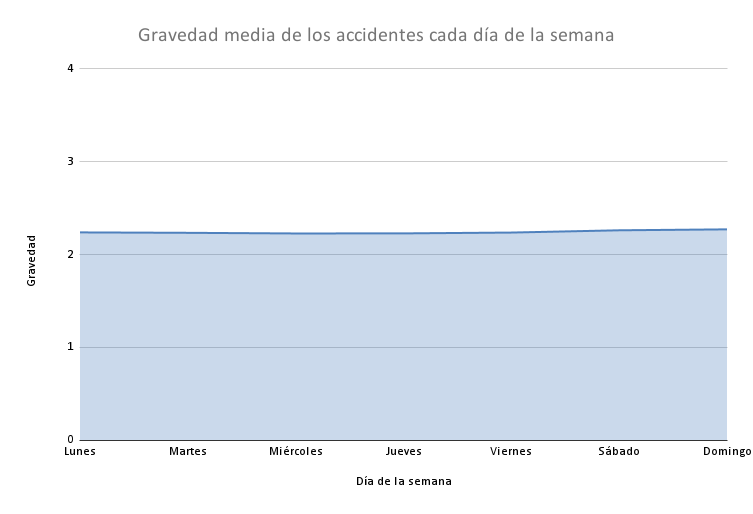 Gravedad media de los accidentes cada día de la semana
4
3
2
1
0
Gravedad
Lunes Martes Miércoles Jueves Viernes Sábado Domingo
Día de la semana